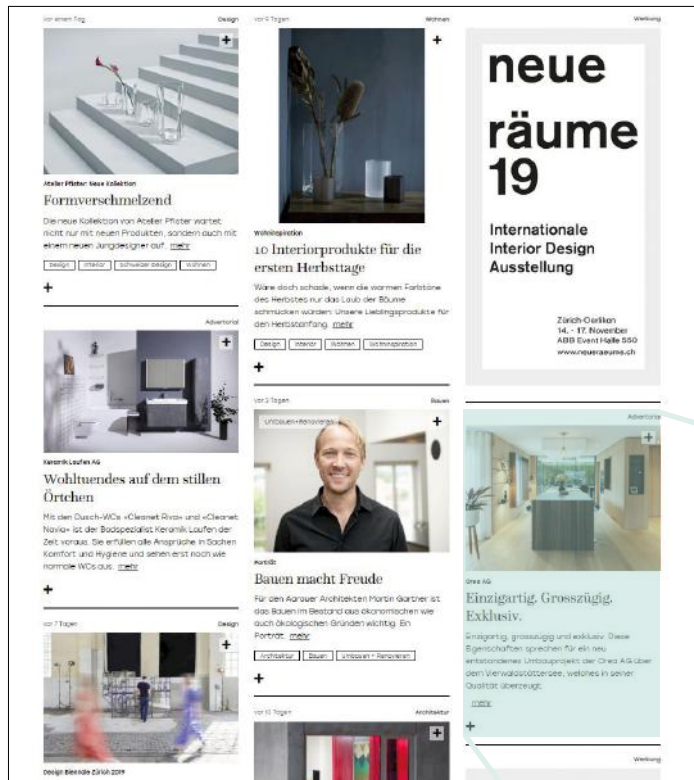 vor einem Tag
Design
Atelier Pfister: Neue Kollektion
Formverschmelzend
Die neue Kollektion von Atelier Pfister wartet
nicht nur mit neuen Produkten, sondern auch mit
einem neuen Jungdesigner auf. mehr
Design
Interior
Schweizer Design
Wohnen
+
Advertorial
Keramik Laufen AG
Wohltuendes auf dem stillen
Örtchen
Mit den Dusch-WCs «Cleanet Riva» und «Cleanet
Navia» ist der Badspezialist Keramik Laufen der
Zeit voraus. Sie erfüllen alle Ansprüche in Sachen
Komfort und Hygiene und sehen erst noch wie
normale WCs aus. mehr
+
vor 7 Tagen
Design
Design Biennale Zürich 2019
vor 9 Tagen
Wohnen
Wohninspiration
10 Interiorprodukte für die
ersten Herbsttage
Wäre doch schade, wenn die warmen Farbtöne
des Herbstes nur das Laub der Bäume
schmücken würden: Unsere Lieblingsprodukte für
den Herbstanfang. mehr
Design
Interior
Wohnen
Wohninspiration
+
vor 3 Tagen
Bauen
Umbauen+Renovieren
Porträt
Bauen macht Freude
Für den Aarauer Architekten Martin Gartner ist
das Bauen im Bestand aus ökonomischen wie
auch ökologischen Gründen wichtig. Ein
Porträt. mehr
Architektur
Bauen
Umbauen + Renovieren
+
vor 10 Tagen
Architektur
Werbung
neue
räume
19
Internationale
Interior Design
Ausstellung
Zürich-Oerlikon
14. - 17. November
ABB Event Halle 550
www.neueraeume.ch
Advertorial
Orea AG
Einzigartig. Grosszügig.
Exklusiv.
Einzigartig, grosszügig und exklusiv. Diese
Eigenschaften sprechen für ein neu
entstandenes Umbauprojekt der Orea AG über
dem Vierwaldstättersee, welches in seiner
Qualität überzeugt.
mehr
+
Werbung